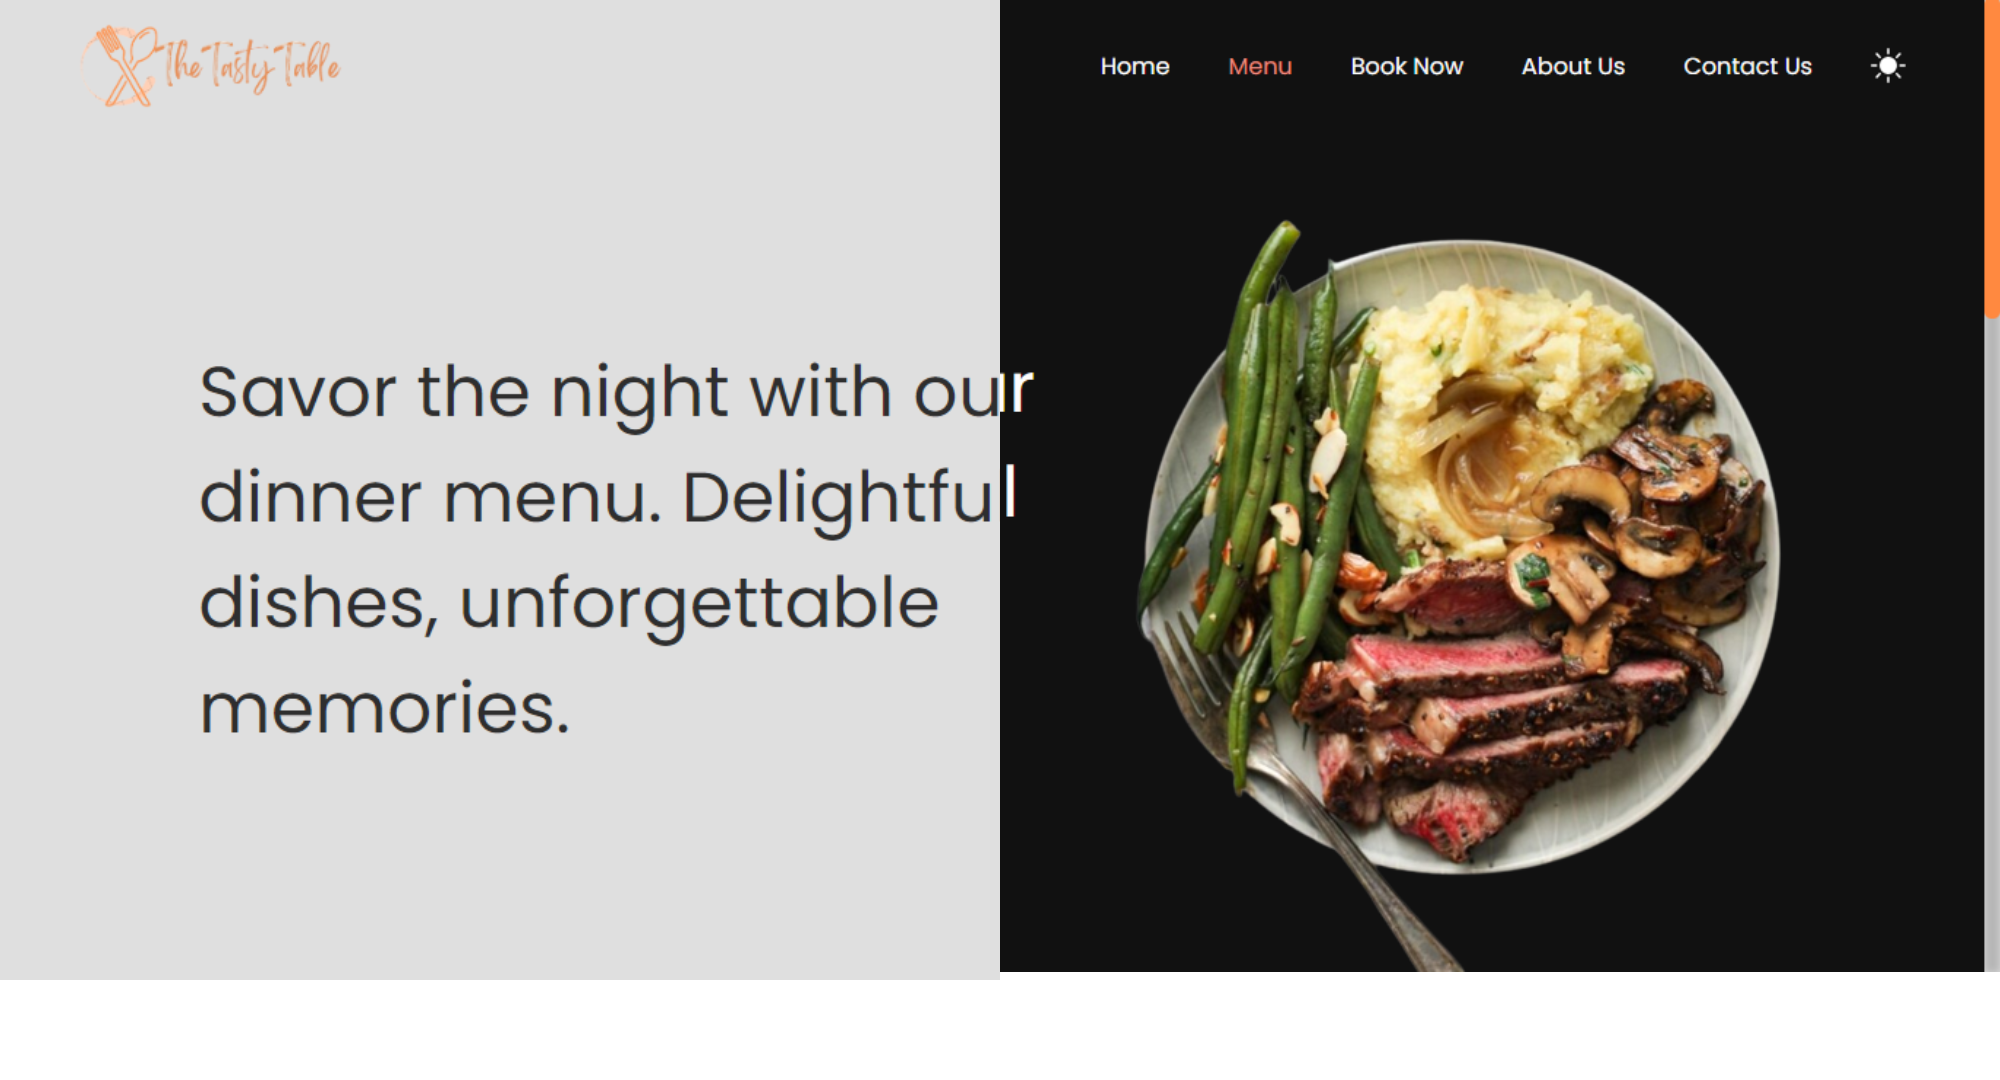 The Tasty Table
Home Menu Book Now About Us Contact Us
Savor the night with our
dinner menu. Delightful
dishes, unforgettable
memories.